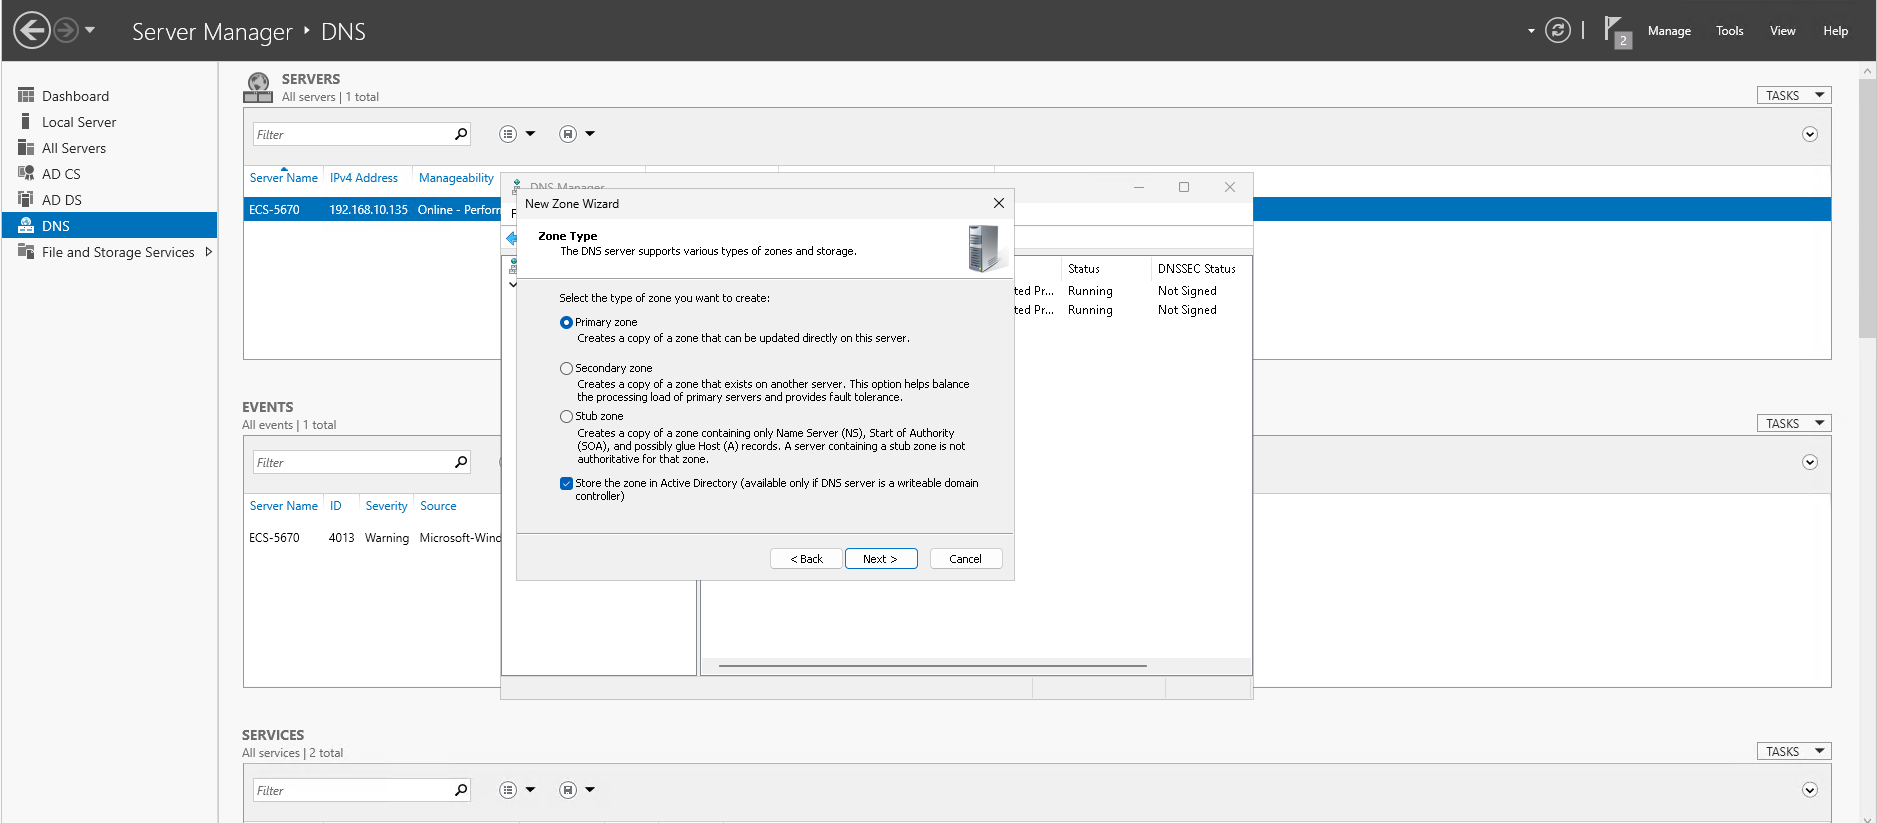 Server Manager ‣ DNS
2
Manage
Tools
View
Help
Dashboard
Local Server
All Servers
AD CS
AD DS
DNS
File and Storage Services
SERVERS
All servers | 1 total
TASKS
Filter
Server Name
IPv4 Address
Manageability
ECS-5670
192.168.10.135
Online - Perforn
DNS Manager
New Zone Wizard
Zone Type
The DNS server supports various types of zones and storage.
Select the type of zone you want to create:
Primary zone
Creates a copy of a zone that can be updated directly on this server.
Secondary zone
Creates a copy of a zone that exists on another server. This option helps balance
the processing load of primary servers and provides fault tolerance.
Stub zone
Creates a copy of a zone containing only Name Server (NS), Start of Authority
(SOA), and possibly glue Host (A) records. A server containing a stub zone is not
authoritative for that zone.
Store the zone in Active Directory (available only if DNS server is a writeable domain
controller)
< Back
Next >
Cancel
Status
DNSSEC Status
ted Pr...
Running
Not Signed
ted Pr...
Running
Not Signed
EVENTS
All events | 1 total
TASKS
Filter
Server Name
ID
Severity
Source
ECS-5670
4013
Warning
Microsoft-Wind
SERVICES
All services | 2 total
TASKS
Filter